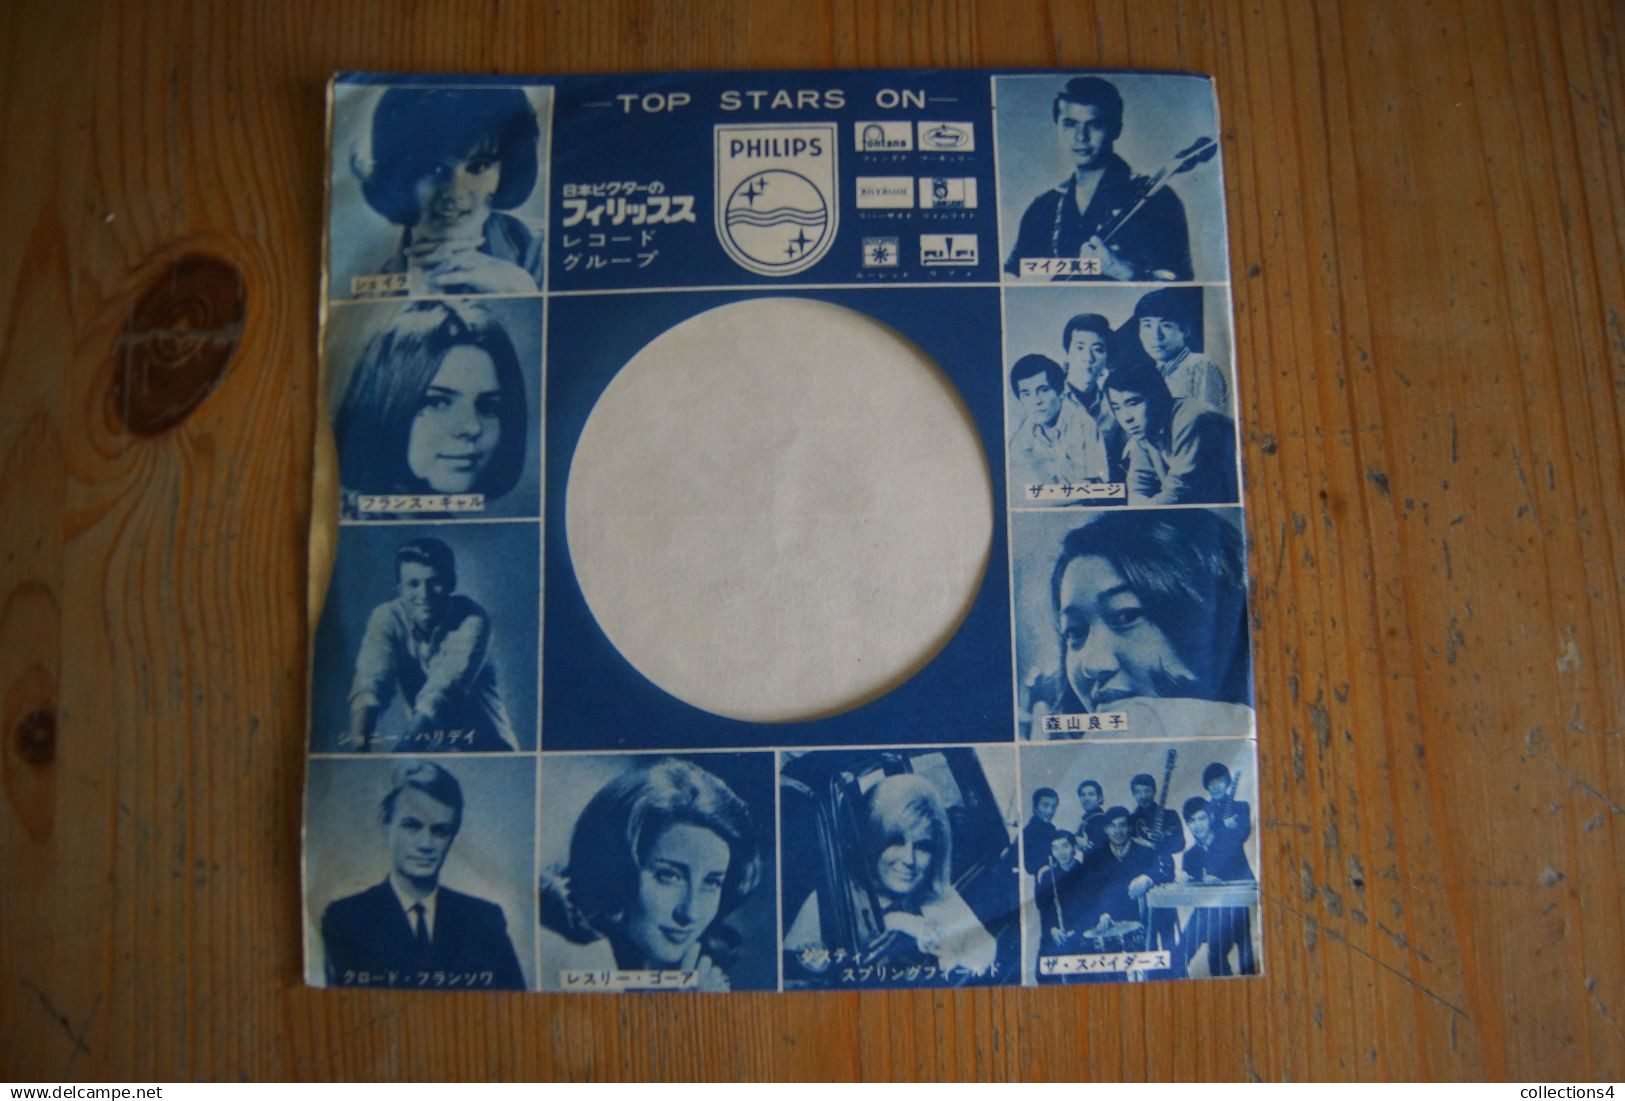 TOP STARS ON
日本ビクターの
フィリップス
レコード
グループ
PHILIPS
fontana
Mercury
フォンタナ
マーキュリー
RIVERSIDE
リバーサイド
ライムライト
ルーレット
リフィ
シェイラ
マイク真木
フランス・ギャル
ザ・サベージ
ジョニー・ハリデイ
森山良子
クロード・フランソワ
レスリー・ゴーア
ダスティ・
スプリングフィールド
ザ・スパイダース
collections4